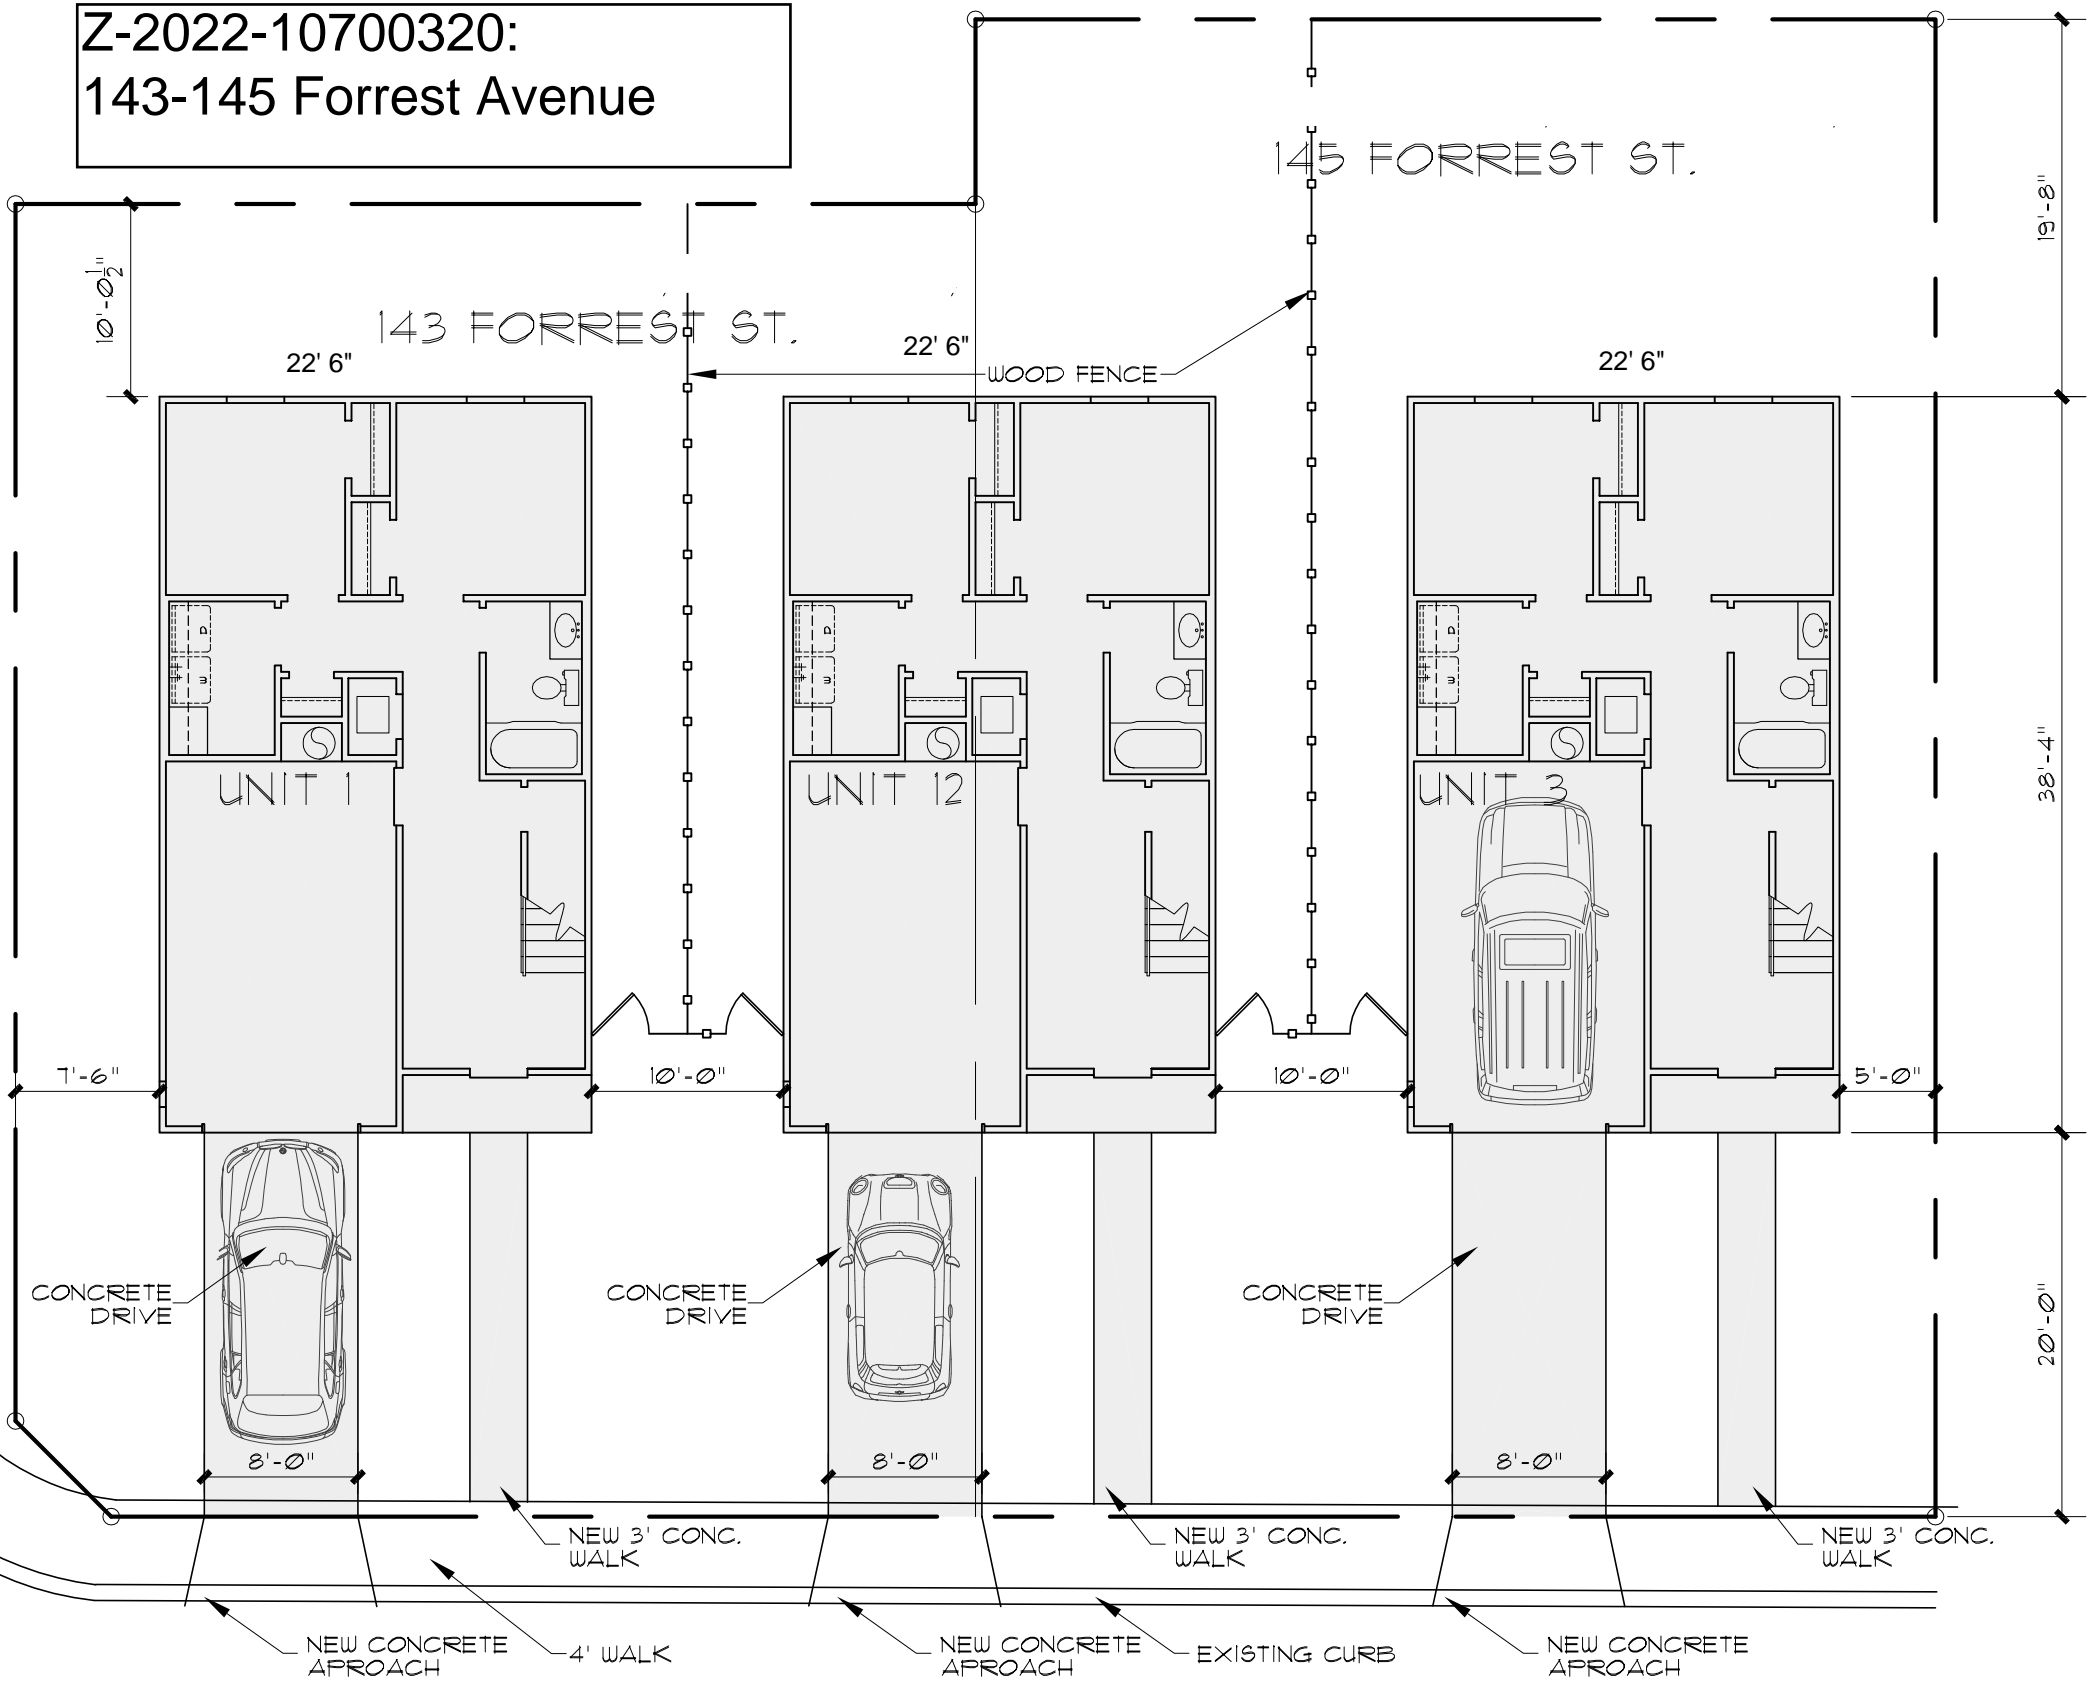 Z-2022-10700320:
143-145 Forrest Avenue
145 FORREST ST.
19'-8"
10'-0 1/2"
143 FORREST ST.
22' 6"
22' 6"
22' 6"
WOOD FENCE
D
W
D
W
D
W
UNIT 1
UNIT 12
UNIT 3
38'-4"
7'-6"
10'-0"
10'-0"
5'-0"
CONCRETE
DRIVE
CONCRETE
DRIVE
CONCRETE
DRIVE
20'-0"
8'-0"
8'-0"
8'-0"
NEW 3' CONC.
WALK
NEW 3' CONC.
WALK
NEW 3' CONC.
WALK
NEW CONCRETE
APROACH
4' WALK
NEW CONCRETE
APROACH
EXISTING CURB
NEW CONCRETE
APROACH